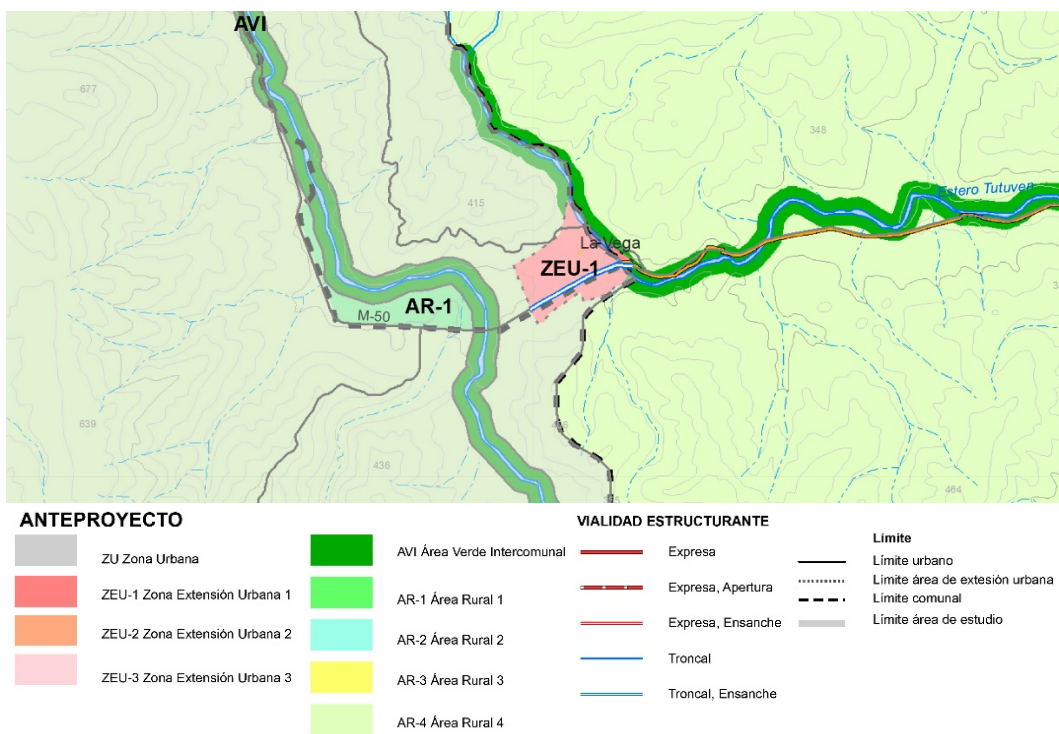 AVI
677
348
Estero Tutuven
415
La Vega
ZEU-1
AR-1
M-50
639
436
464
ANTEPROYECTO
ZU Zona Urbana
ZEU-1 Zona Extensión Urbana 1
ZEU-2 Zona Extensión Urbana 2
ZEU-3 Zona Extensión Urbana 3
AVI Área Verde Intercomunal
AR-1 Área Rural 1
AR-2 Área Rural 2
AR-3 Área Rural 3
AR-4 Área Rural 4
VIALIDAD ESTRUCTURANTE
Expresa
Expresa, Apertura
Expresa, Ensanche
Troncal
Troncal, Ensanche
Límite
Límite urbano
Límite área de extesión urbana
Límite comunal
Límite área de estudio